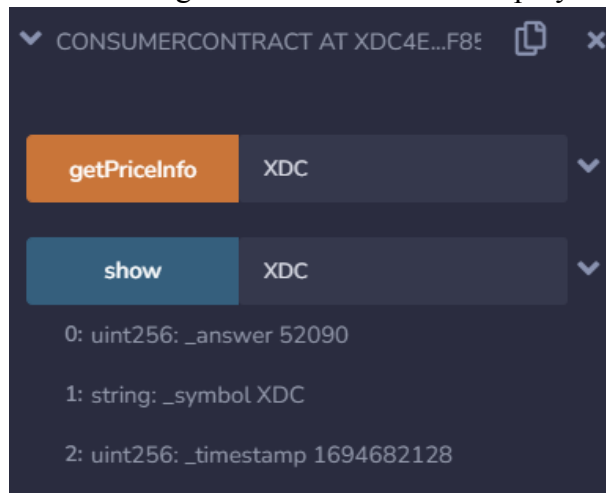 CONSUMERCONTRACT AT XDC4E...F8
getPriceInfo XDC
show XDC
0: uint256: _answer 52090
1: string: _symbol XDC
2: uint256: _timestamp 1694682128